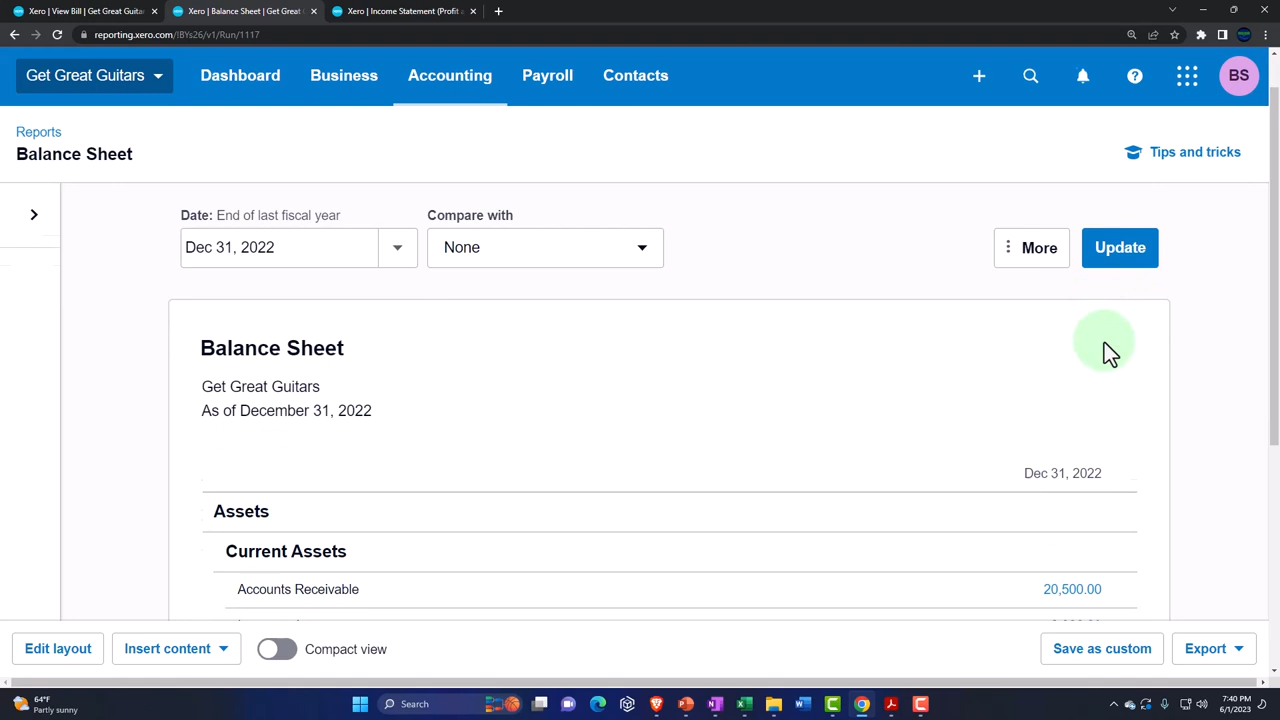 Xero | View Bill | Get Great Guitar
Xero | Balance Sheet | Get Great G
Xero | Income Statement (Profit a
reporting.xero.com/!BYs26/v1/Run/1117
Get Great Guitars
Dashboard
Business
Accounting
Payroll
Contacts
BS
Reports
Balance Sheet
Tips and tricks
Date: End of last fiscal year
Compare with
Dec 31, 2022
None
More
Update
Balance Sheet
Get Great Guitars
As of December 31, 2022
Dec 31, 2022
Assets
Current Assets
Accounts Receivable
20,500.00
Edit layout
Insert content
Compact view
Save as custom
Export
64°F
Partly sunny
Search
7:40 PM
6/1/2023